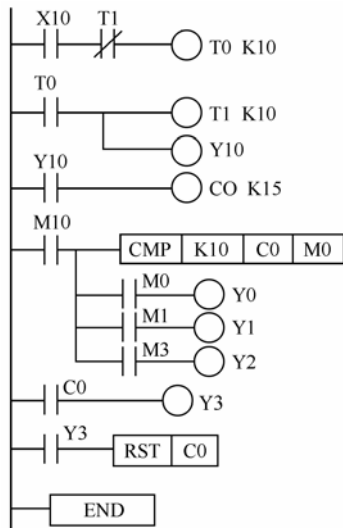 X10 T1
T0 K10
T0
T1 K10
Y10
Y10
CO K15
M10
CMP K10 C0 M0
M0
Y0
M1
Y1
M3
Y2
C0
Y3
Y3
RST C0
END